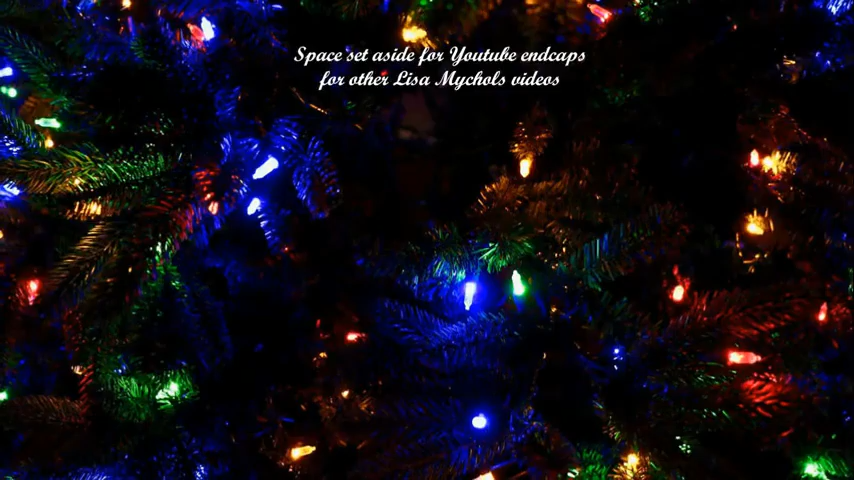 Space set aside for Youtube endcaps
for other Lisa Mychols videos